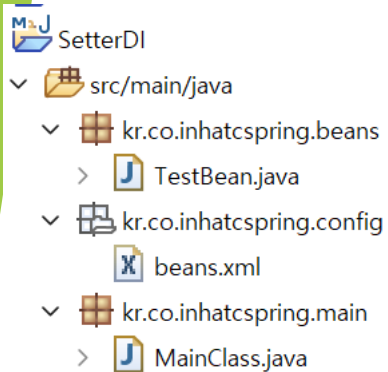 SetterDI
src/main/java
kr.co.inhatcspring.beans
TestBean.java
kr.co.inhatcspring.config
beans.xml
kr.co.inhatcspring.main
MainClass.java